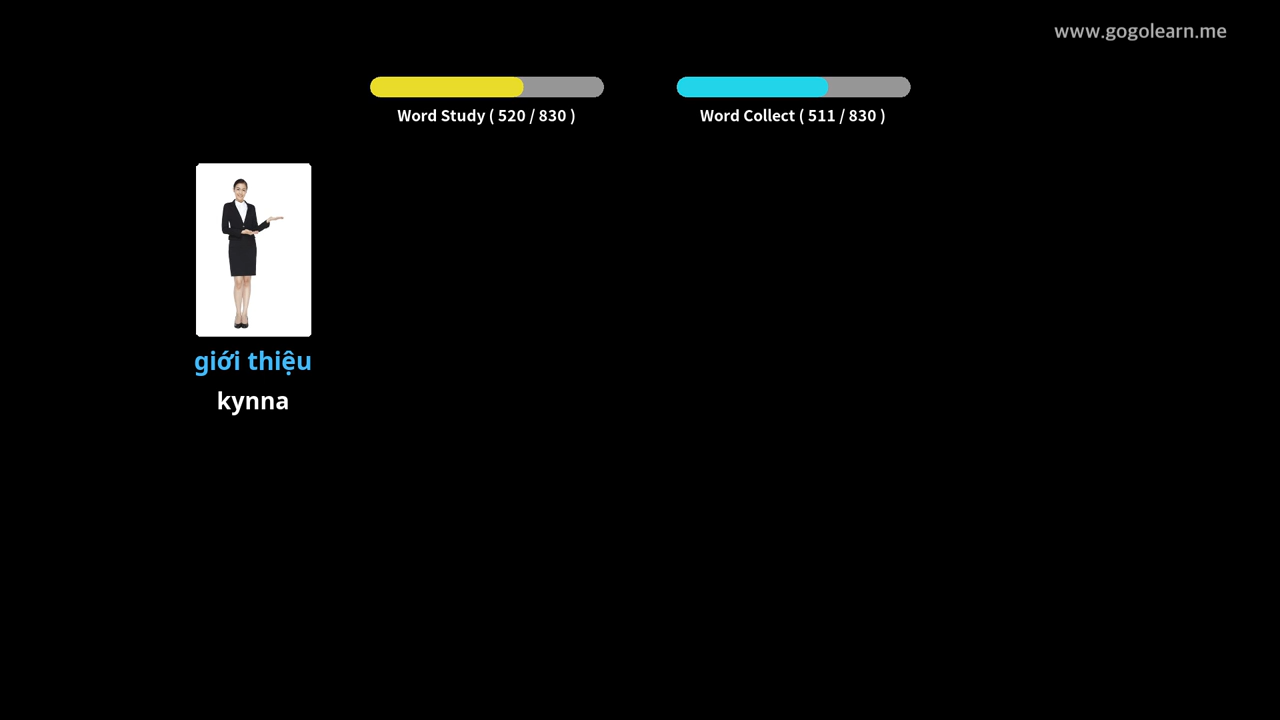 www.gogolearn.me
Word Study ( 520 / 830 )
Word Collect ( 511 / 830 )
giới thiệu
kynna